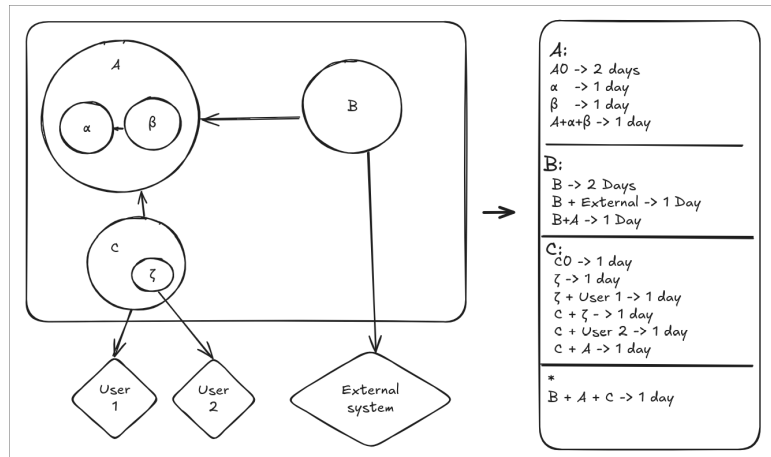 A
α
β
B
C
ζ
User
1
User
2
External
system
A:
A0 -> 2 days
α -> 1 day
β -> 1 day
A+α+β -> 1 day
B:
B -> 2 Days
B + External -> 1 Day
B+A -> 1 Day
C:
C0 -> 1 day
ζ -> 1 day
ζ + User 1 -> 1 day
C + ζ - > 1 day
C + User 2 -> 1 day
C + A -> 1 day
*
B + A + C -> 1 day